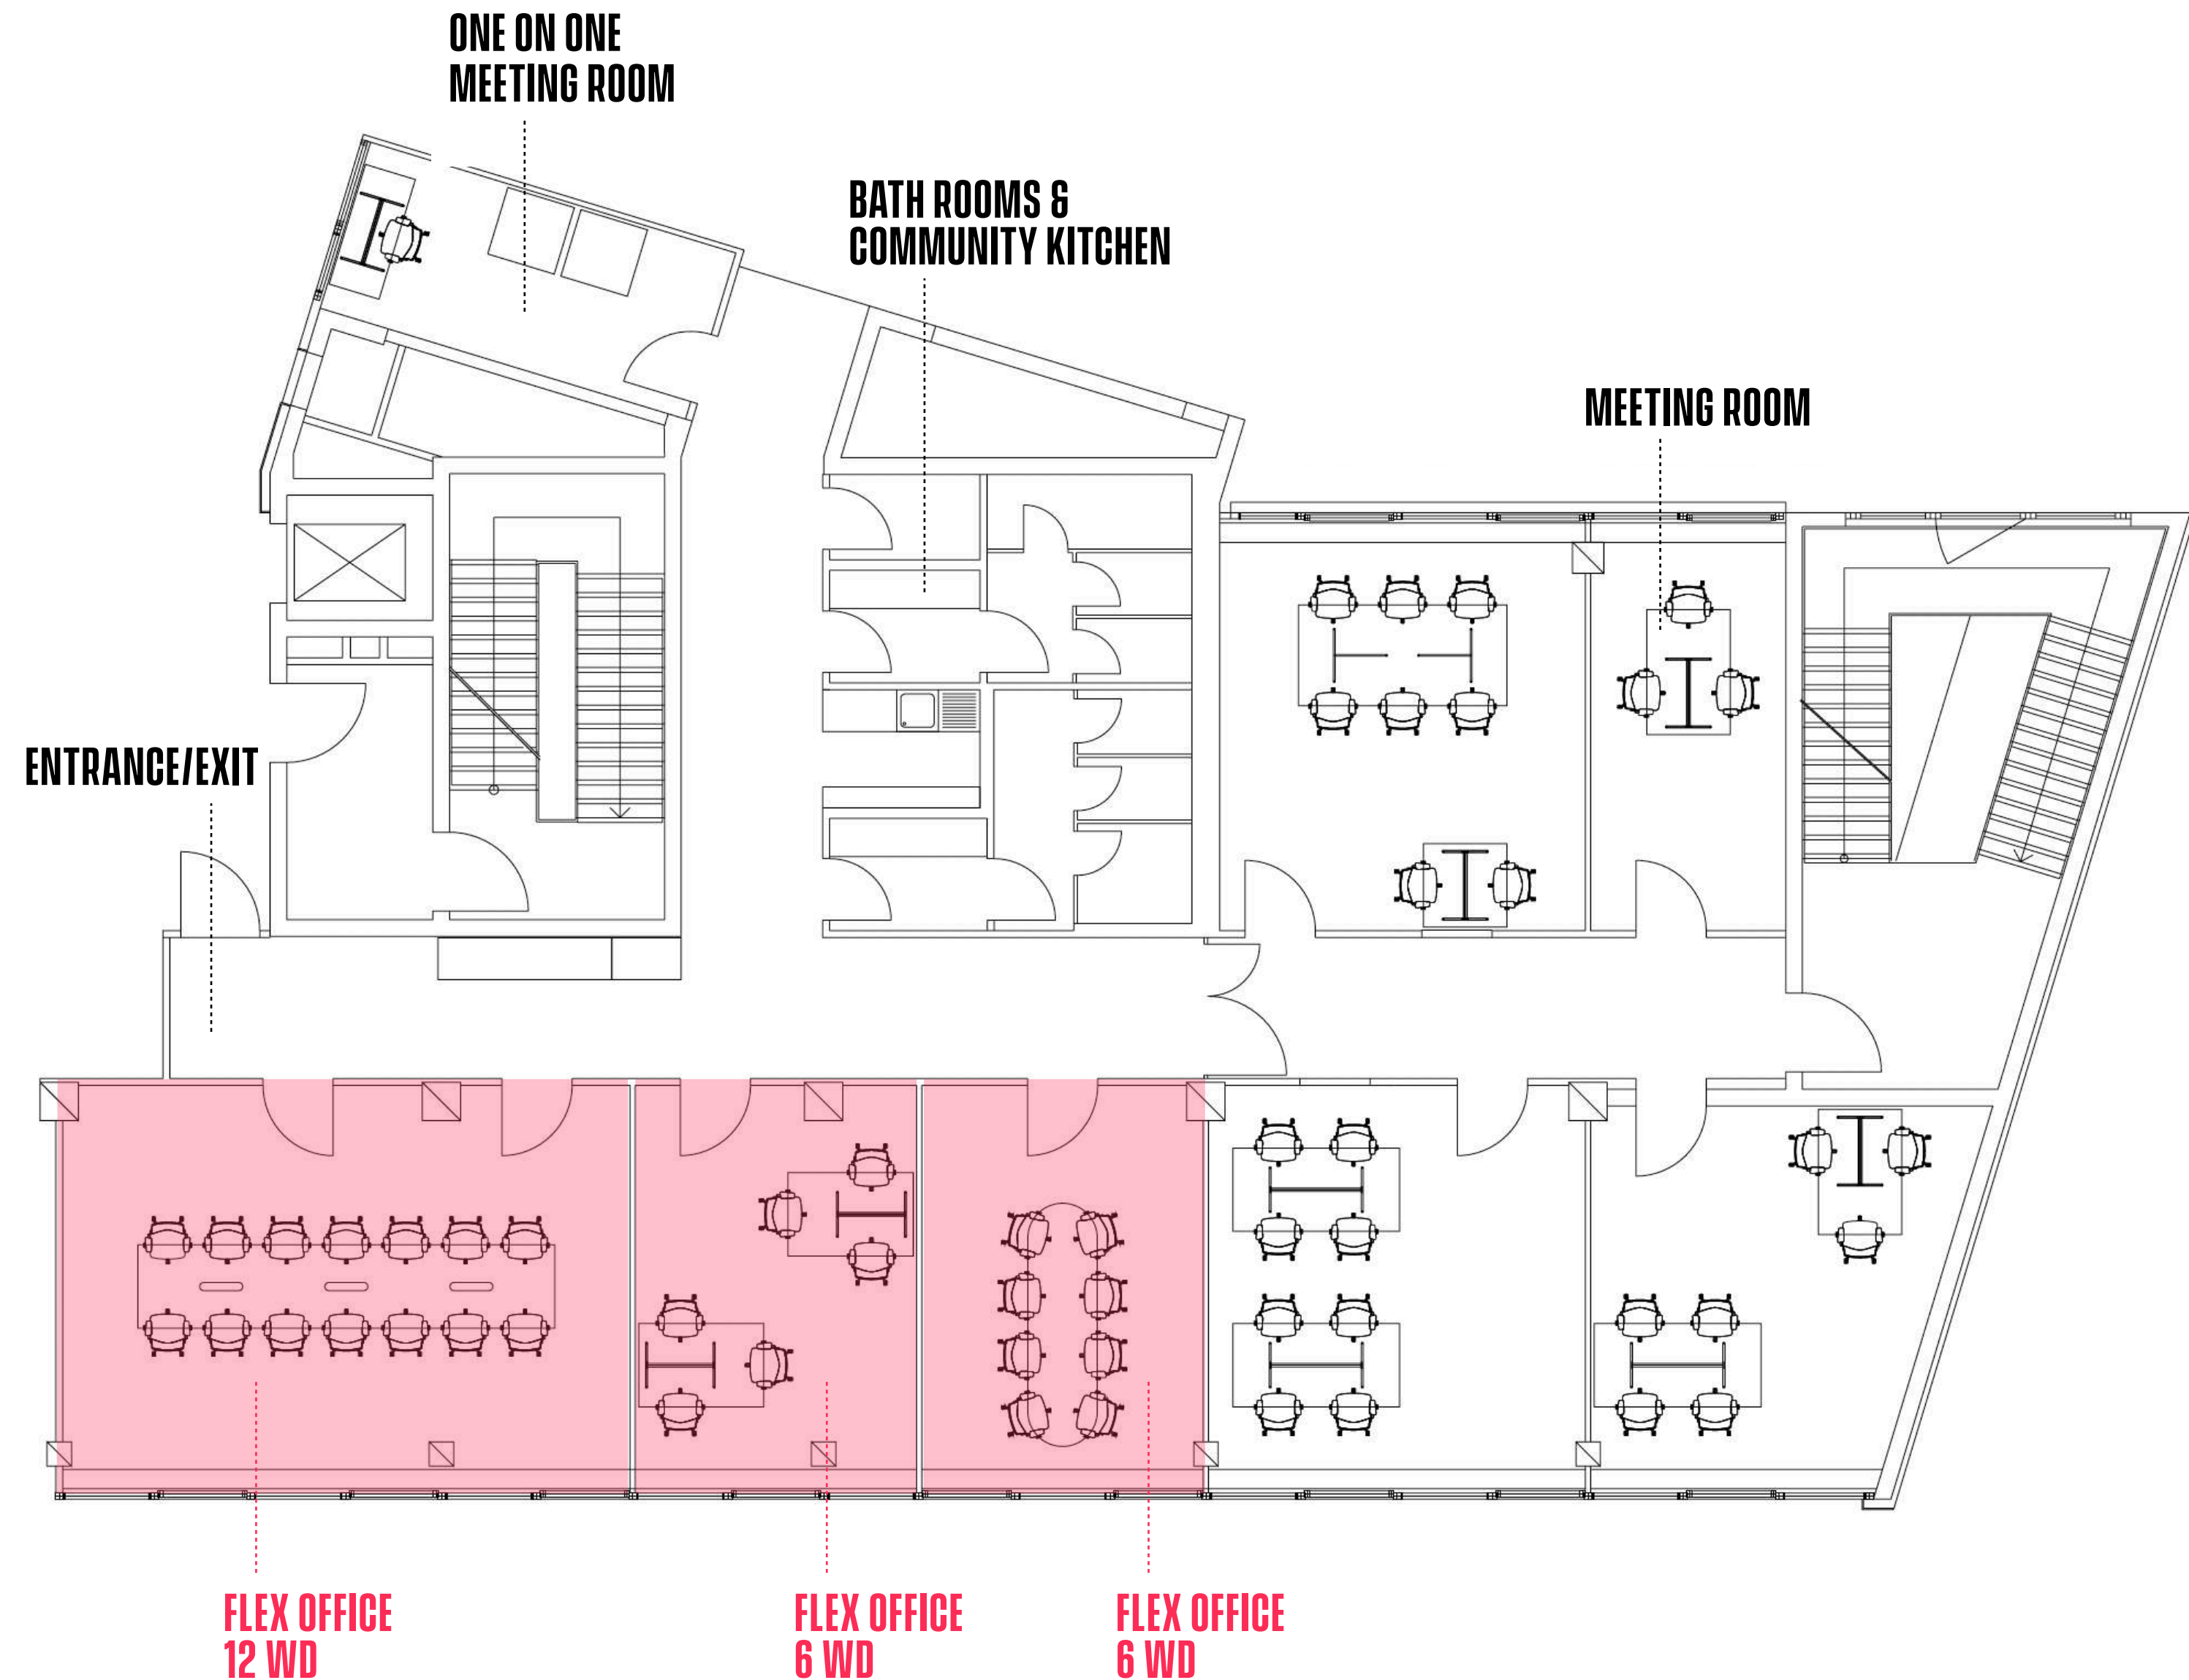 ONE ON ONE
MEETING ROOM
BATH ROOMS &
COMMUNITY KITCHEN
MEETING ROOM
ENTRANCE/EXIT
FLEX OFFICE
12 WD
FLEX OFFICE
6 WD
FLEX OFFICE
6 WD